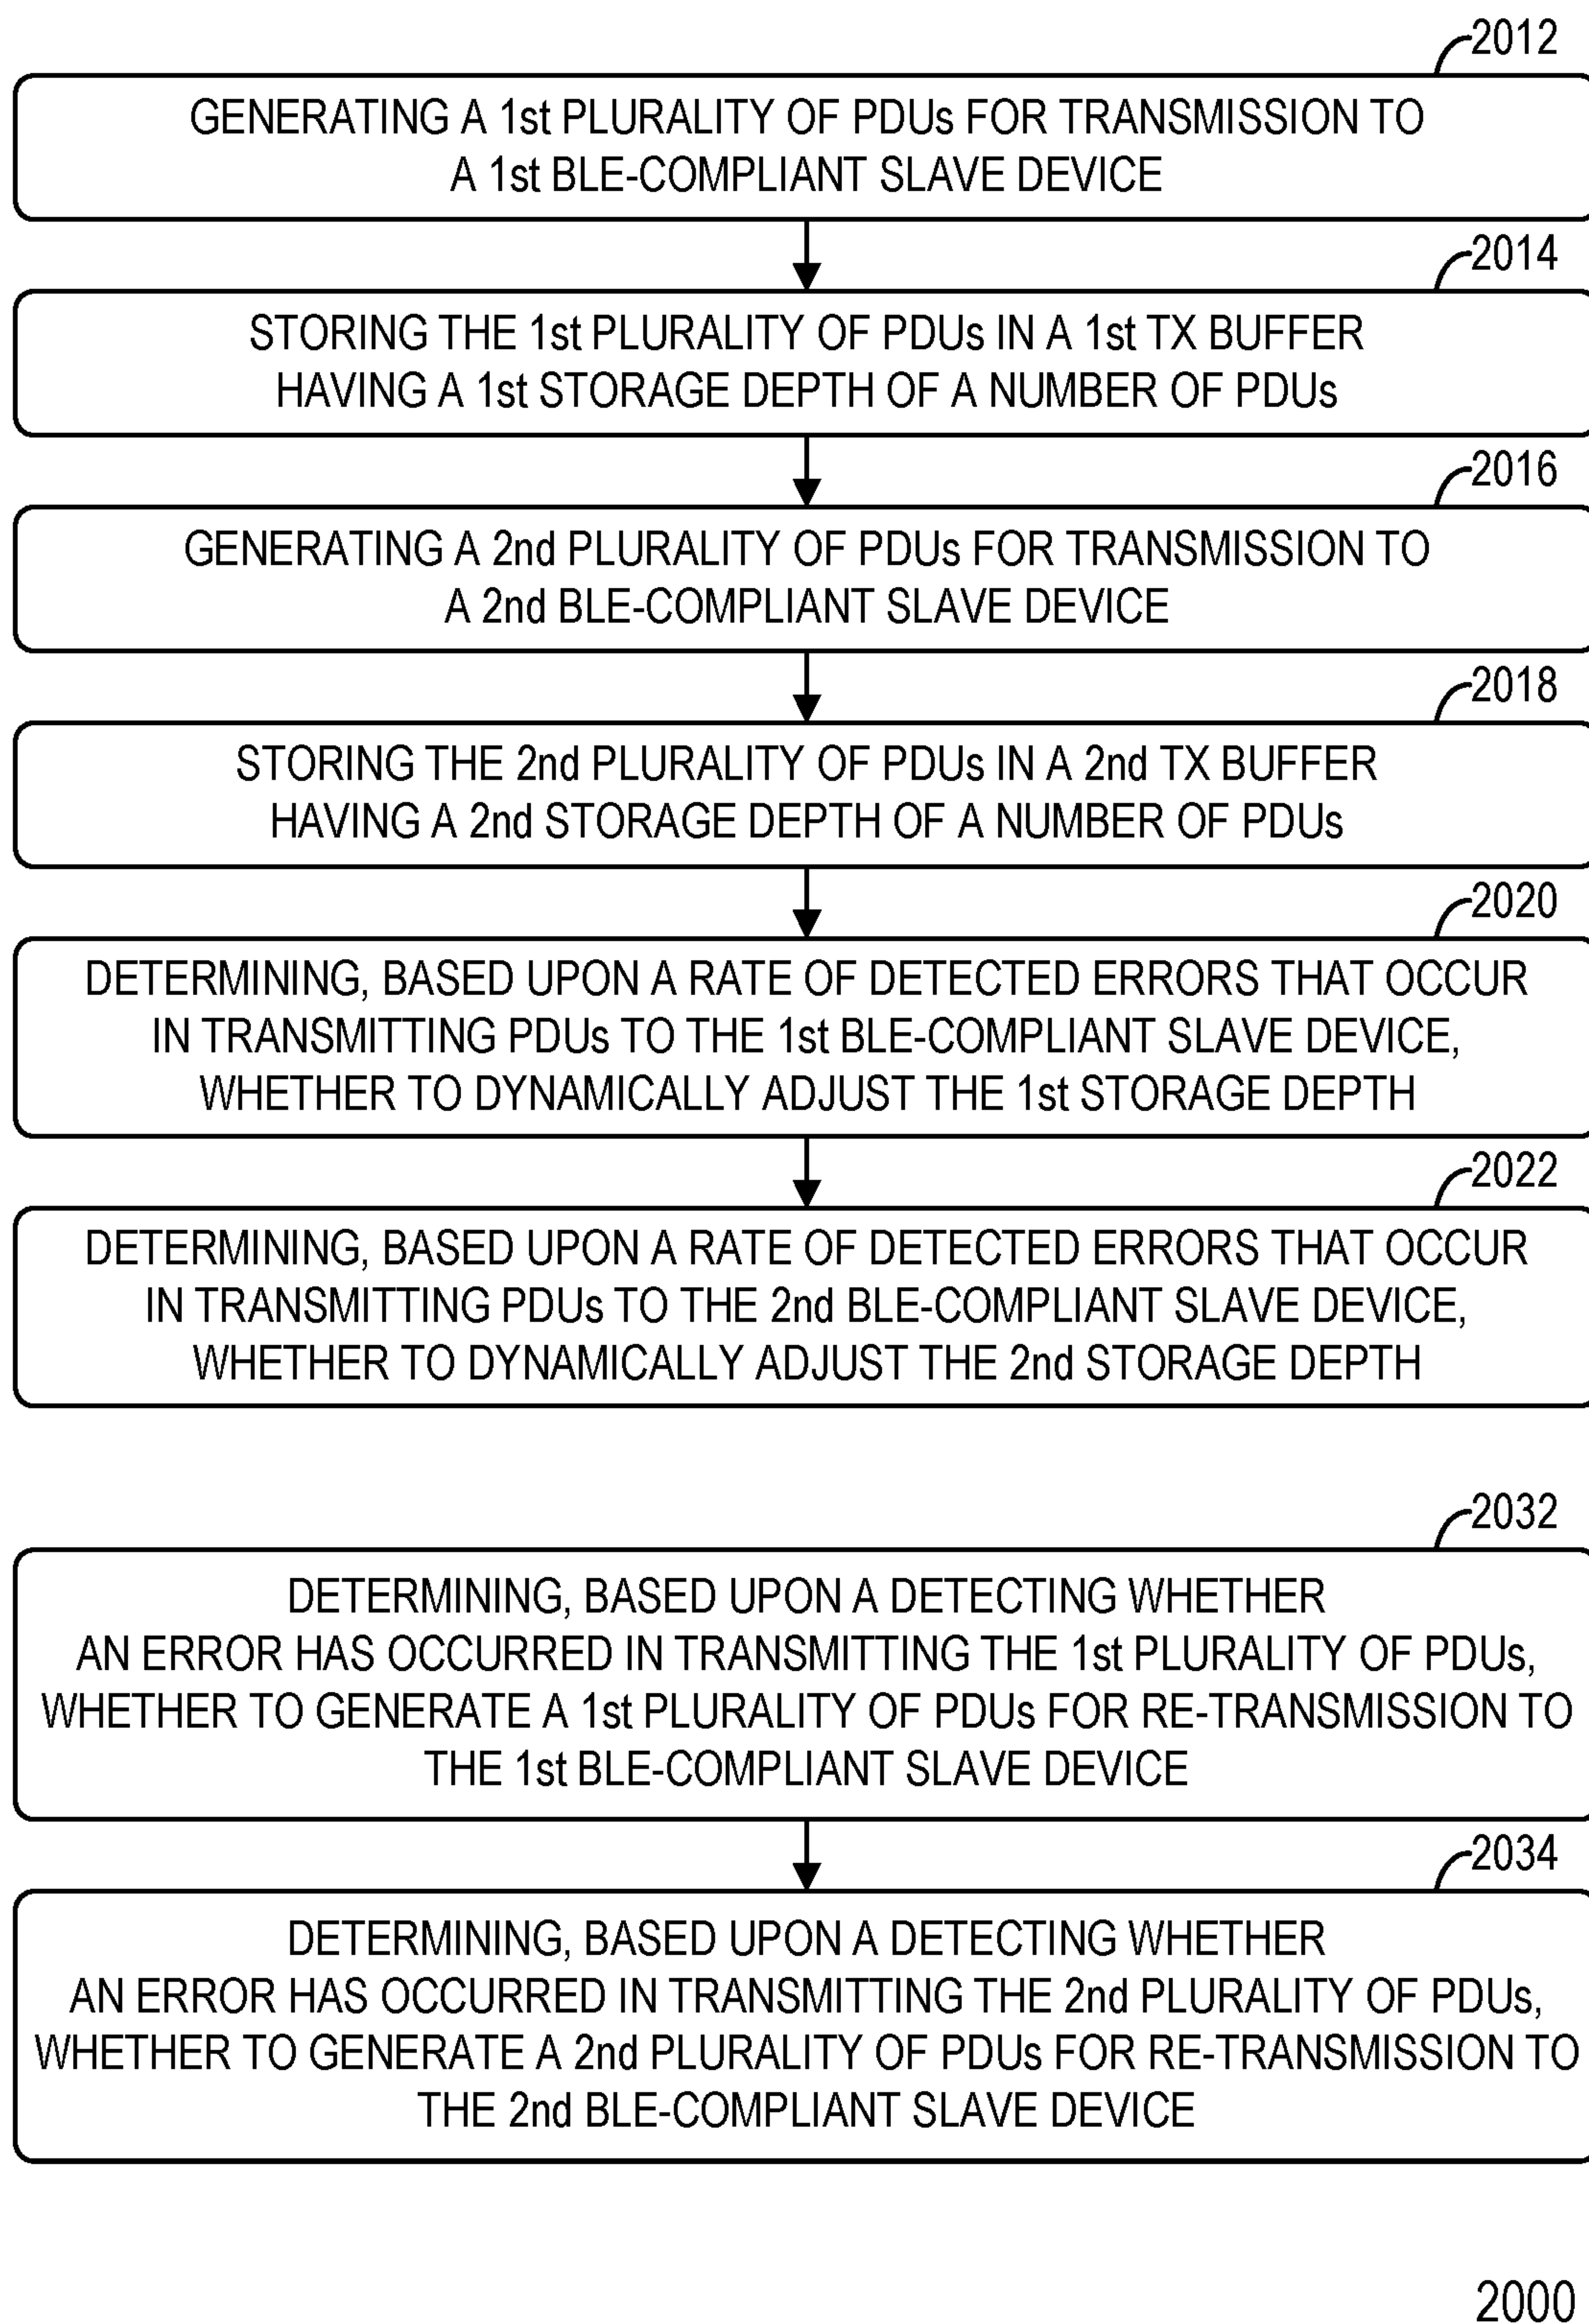 2012
GENERATING A 1st PLURALITY OF PDUs FOR TRANSMISSION TO
A 1st BLE-COMPLIANT SLAVE DEVICE
2014
STORING THE 1st PLURALITY OF PDUs IN A 1st TX BUFFER
HAVING A 1st STORAGE DEPTH OF A NUMBER OF PDUs
2016
GENERATING A 2nd PLURALITY OF PDUs FOR TRANSMISSION TO
A 2nd BLE-COMPLIANT SLAVE DEVICE
2018
STORING THE 2nd PLURALITY OF PDUs IN A 2nd TX BUFFER
HAVING A 2nd STORAGE DEPTH OF A NUMBER OF PDUs
2020
DETERMINING, BASED UPON A RATE OF DETECTED ERRORS THAT OCCUR
IN TRANSMITTING PDUs TO THE 1st BLE-COMPLIANT SLAVE DEVICE,
WHETHER TO DYNAMICALLY ADJUST THE 1st STORAGE DEPTH
2022
DETERMINING, BASED UPON A RATE OF DETECTED ERRORS THAT OCCUR
IN TRANSMITTING PDUs TO THE 2nd BLE-COMPLIANT SLAVE DEVICE,
WHETHER TO DYNAMICALLY ADJUST THE 2nd STORAGE DEPTH
2032
DETERMINING, BASED UPON A DETECTING WHETHER
AN ERROR HAS OCCURRED IN TRANSMITTING THE 1st PLURALITY OF PDUs,
WHETHER TO GENERATE A 1st PLURALITY OF PDUs FOR RE-TRANSMISSION TO
THE 1st BLE-COMPLIANT SLAVE DEVICE
2034
DETERMINING, BASED UPON A DETECTING WHETHER
AN ERROR HAS OCCURRED IN TRANSMITTING THE 2nd PLURALITY OF PDUs,
WHETHER TO GENERATE A 2nd PLURALITY OF PDUs FOR RE-TRANSMISSION TO
THE 2nd BLE-COMPLIANT SLAVE DEVICE
2000